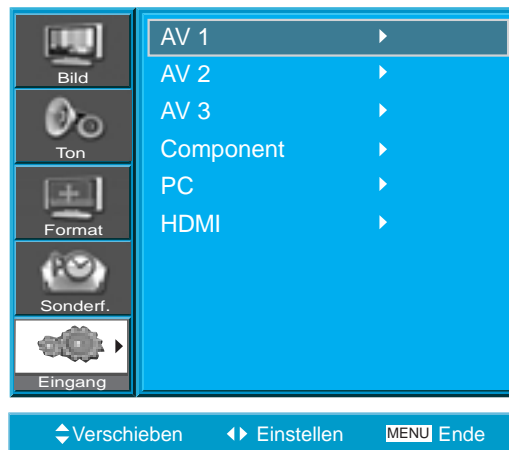 Bild
Ton
Format
Sonderf.
Eingang
AV 1
AV 2
AV 3
Component
PC
HDMI
Verschieben Einstellen MENU Ende